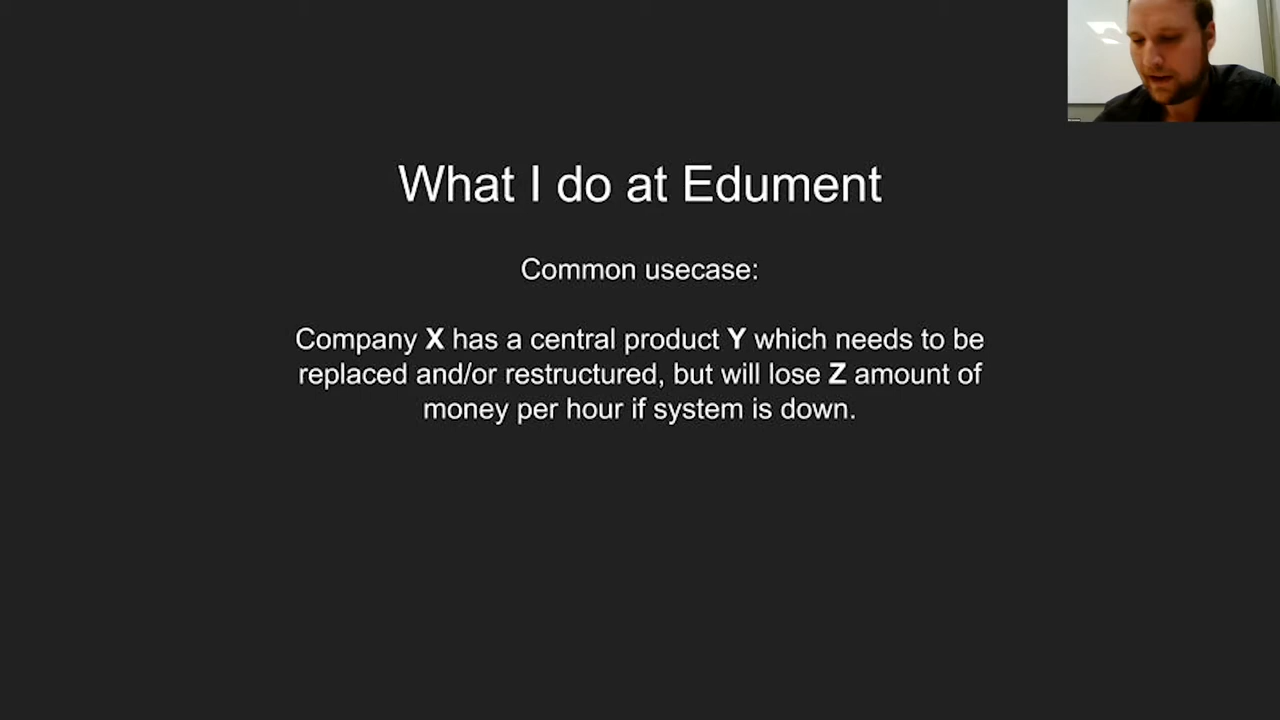 What I do at Edument
Common usecase:
Company X has a central product Y which needs to be
replaced and/or restructured, but will lose Z amount of
money per hour if system is down.